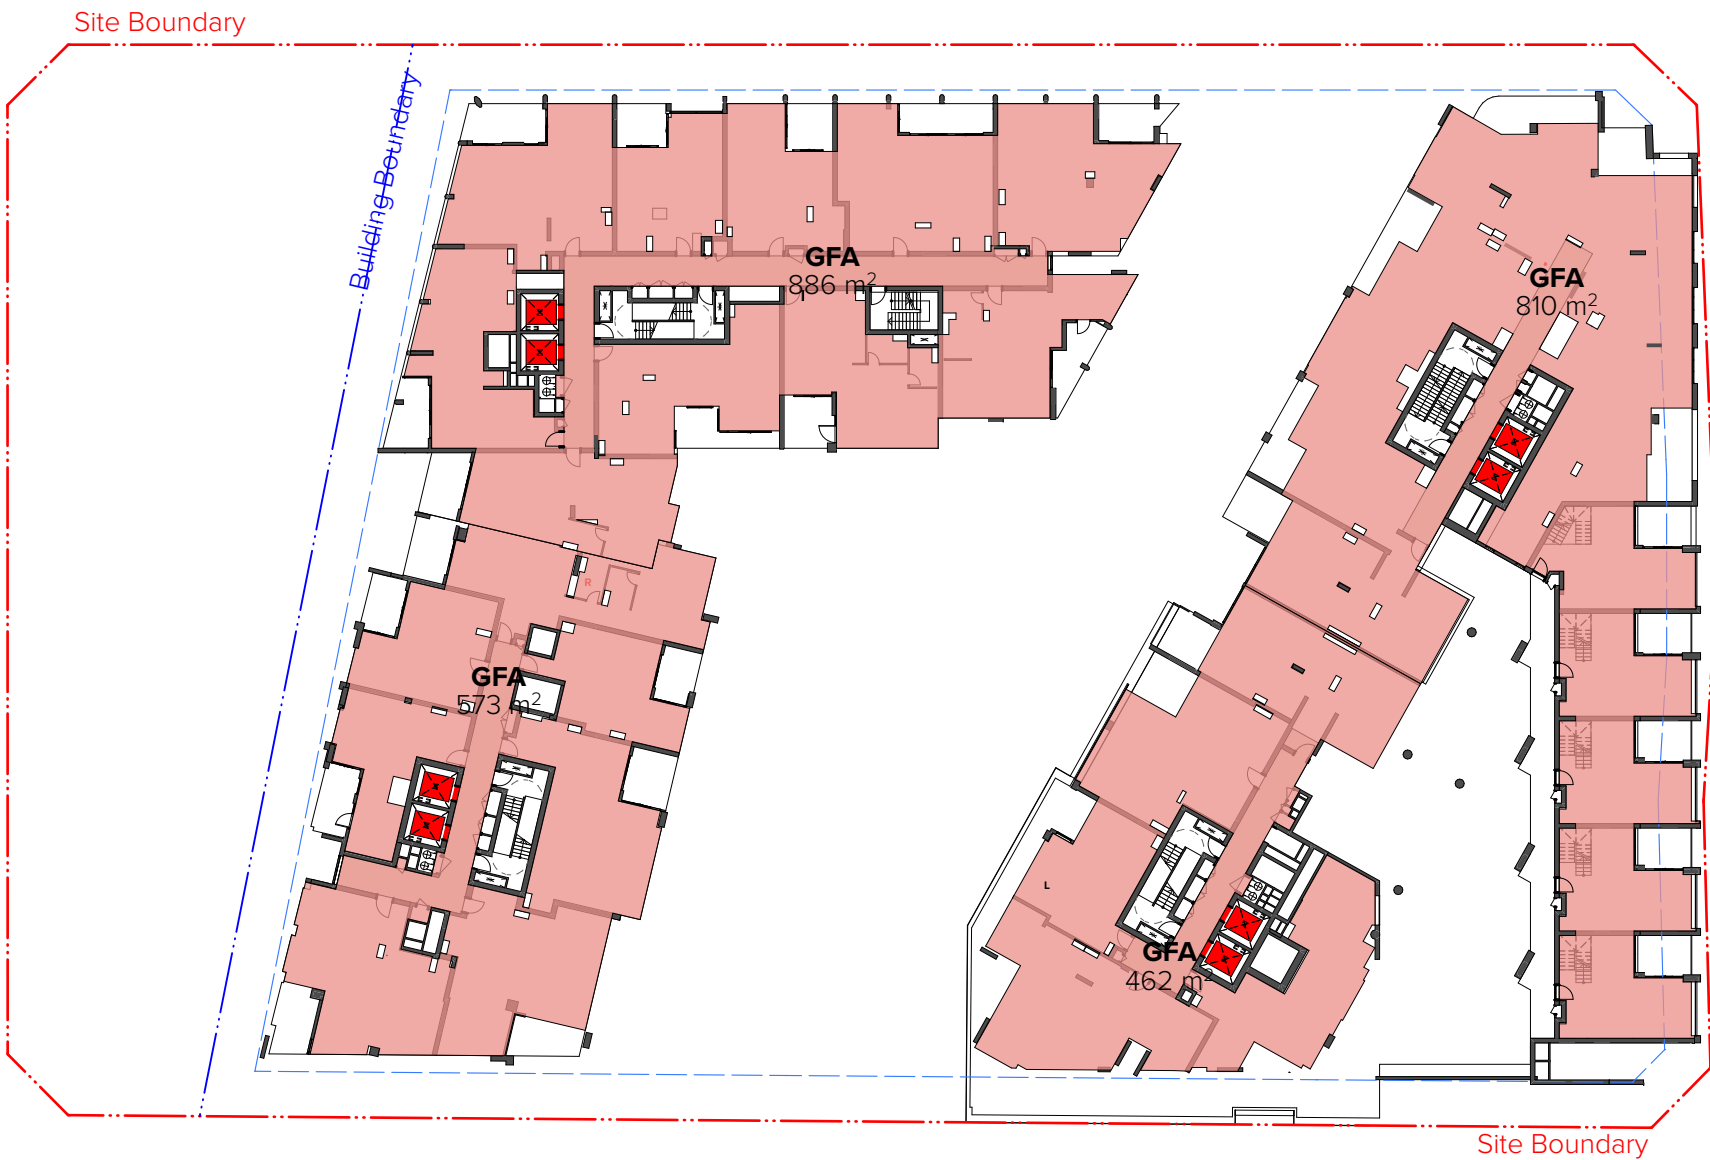 Site Boundary
Building Boundary
GFA
886 m²
GFA
810 m²
R
GFA
573 m²
L
GFA
462 m²
Site Boundary